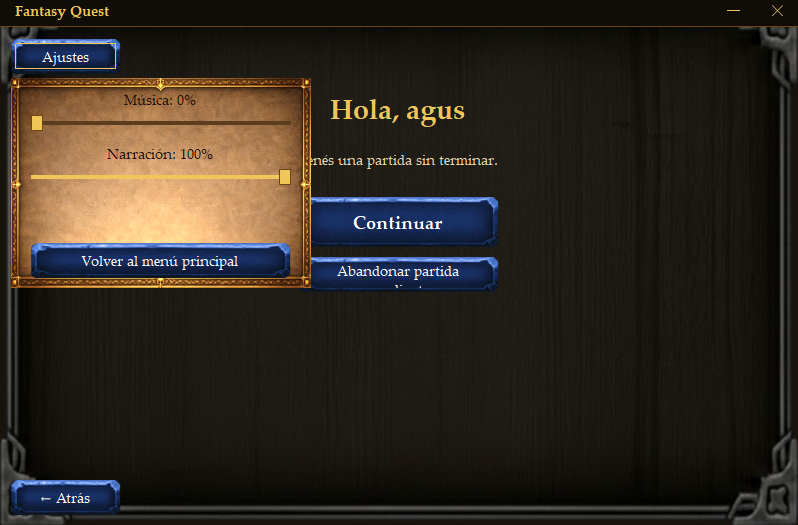 Fantasy Quest
Ajustes
Música: 0%
Hola, agus
Narración: 100%
enés una partida sin terminar.
Continuar
Volver al menú principal
Abandonar partida
← Atrás